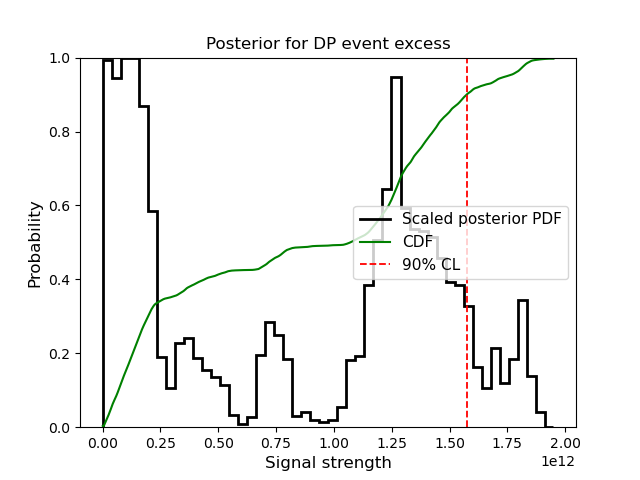 Posterior for DP event excess
Probability
1.0
0.8
0.6
0.4
0.2
0.0
Scaled posterior PDF
CDF
90% CL
0.00 0.25 0.50 0.75 1.00 1.25 1.50 1.75 2.00
1e12
Signal strength